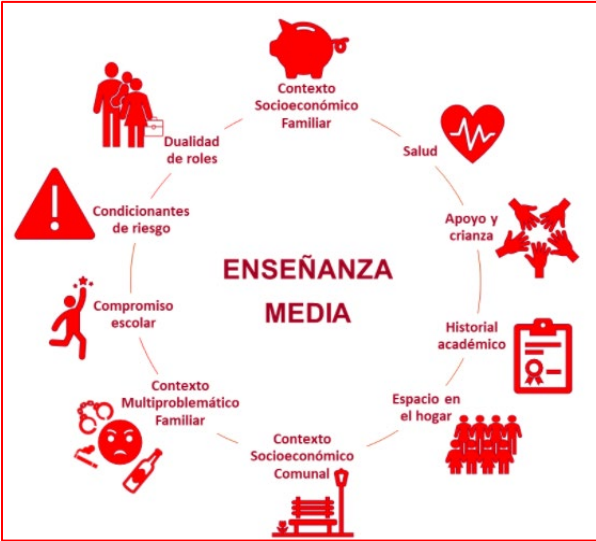 Contexto
Socioeconómico
Familiar
Salud
Apoyo y
crianza
Historial
académico
Espacio en
el hogar
Contexto
Socioeconómico
Comunal
Contexto
Multiproblemático
Familiar
Compromiso
escolar
Condicionantes
de riesgo
Dualidad
de roles
ENSEÑANZA
MEDIA